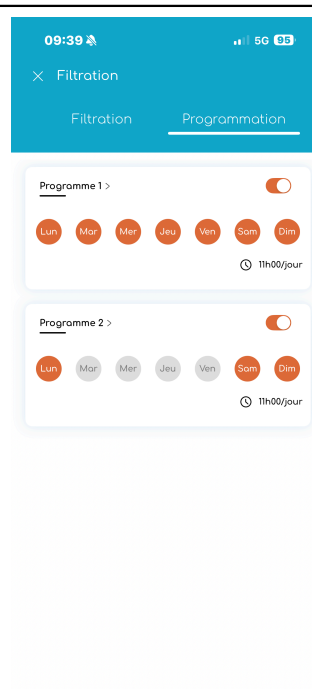 09:39 5G 95
Filtration
Filtration Programmation
Programme 1 >
Lun Mar Mer Jeu Ven Sam Dim
11h00/jour
Programme 2 >
Lun Mar Mer Jeu Ven Sam Dim
11h00/jour